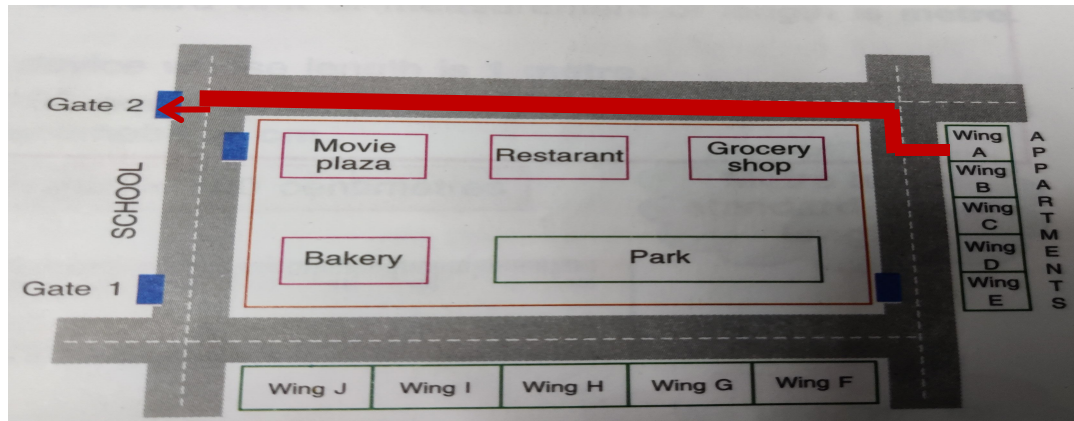 Gate 2
Movie
plaza
Restarant
Grocery
shop
Wing
A
Wing
B
Wing
C
Wing
D
Wing
E
APPARTMENTS
SCHOOL
Bakery
Park
Gate 1
Wing J
Wing I
Wing H
Wing G
Wing F